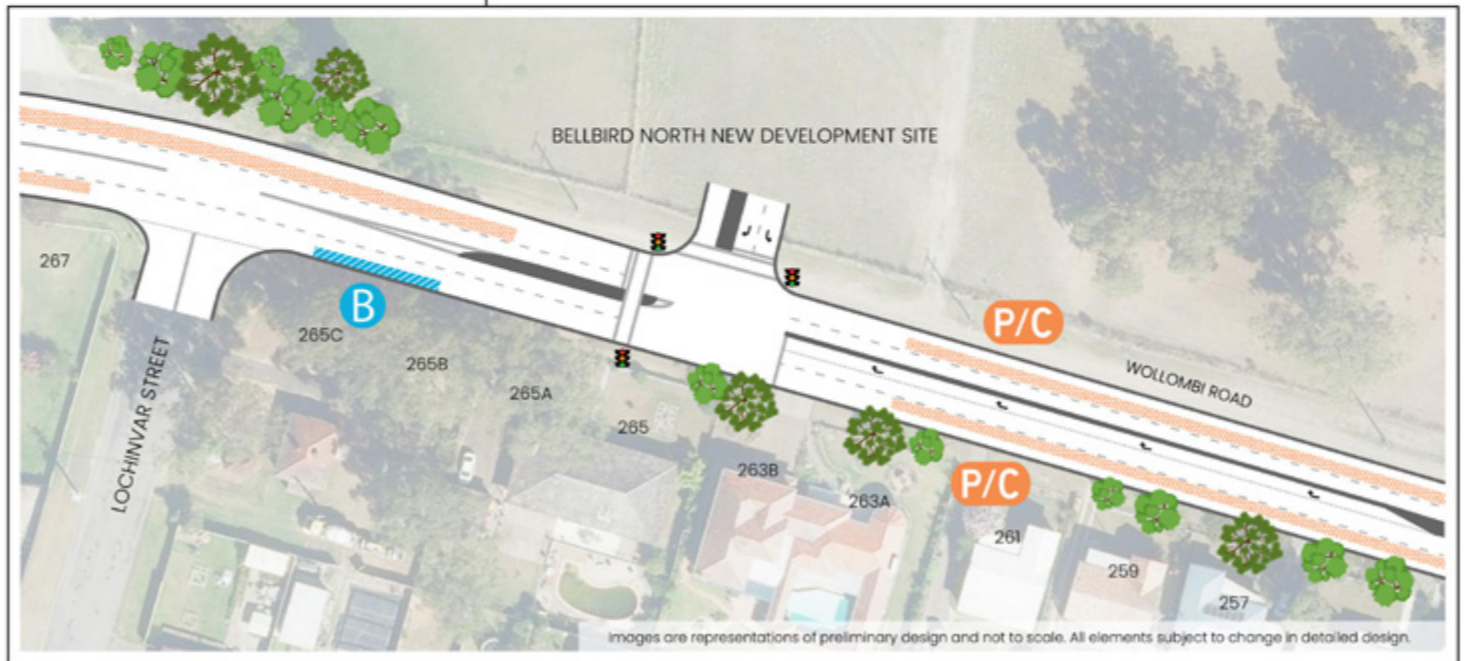 BELLBIRD NORTH NEW DEVELOPMENT SITE
267
B
P/C
265C
WOLLOMBI ROAD
265B
265A
LOCHINVAR STREET
265
263B
P/C
263A
261
259
257
Images are representations of preliminary design and not to scale. All elements subject to change in detailed design.